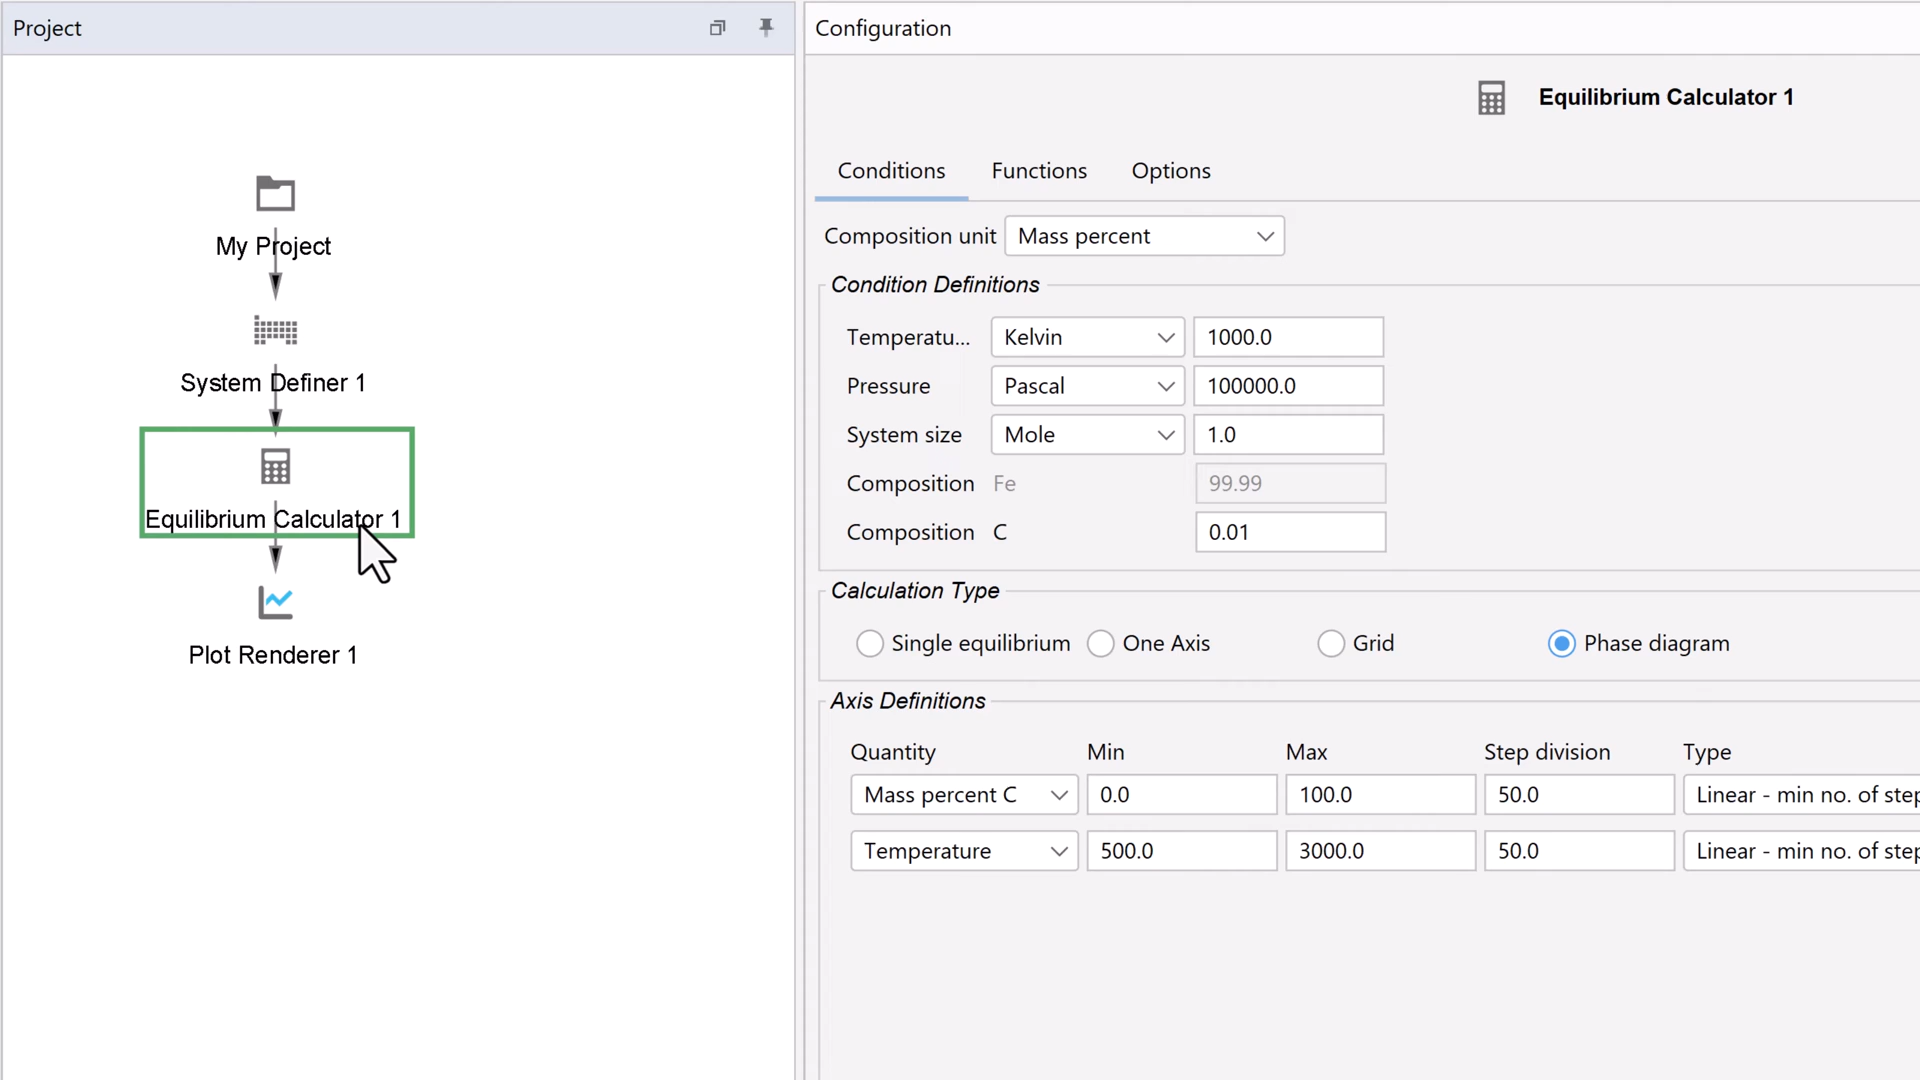 Project
My Project
System Definer 1
Equilibrium Calculator 1
Plot Renderer 1
Configuration
Equilibrium Calculator 1
Conditions Functions Options
Composition unit Mass percent
Condition Definitions
Temperatu... Kelvin 1000.0
Pressure Pascal 100000.0
System size Mole 1.0
Composition Fe 99.99
Composition C 0.01
Calculation Type
Single equilibrium One Axis Grid Phase diagram
Axis Definitions
Quantity Min Max Step division Type
Mass percent C 0.0 100.0 50.0 Linear - min no. of step
Temperature 500.0 3000.0 50.0 Linear - min no. of step